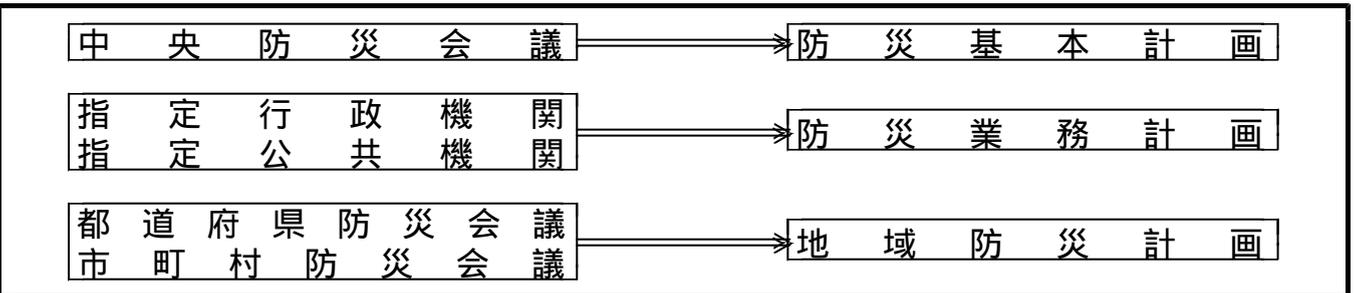 中央防災会議
防災基本計画
指定行政機関
指定公共機関
防災業務計画
都道府県防災会議
市町村防災会議
地域防災計画